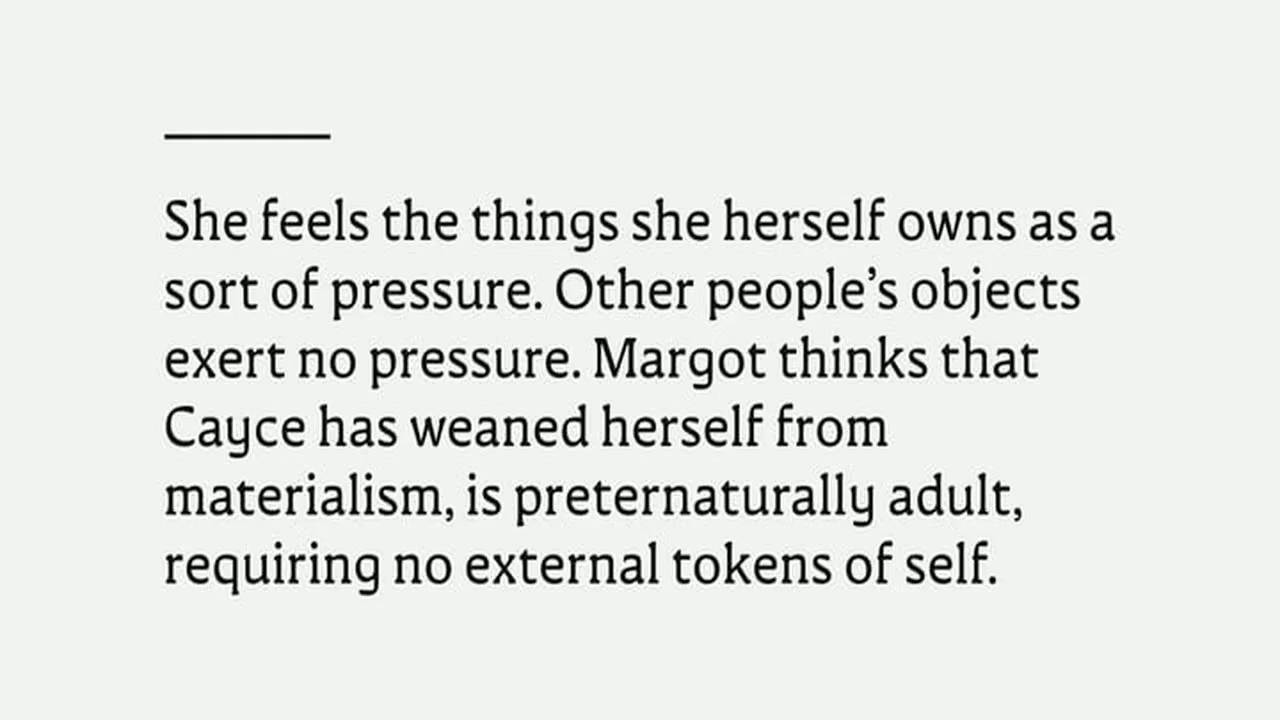 She feels the things she herself owns as a
sort of pressure. Other people’s objects
exert no pressure. Margot thinks that
Cayce has weaned herself from
materialism, is preternaturally adult,
requiring no external tokens of self.